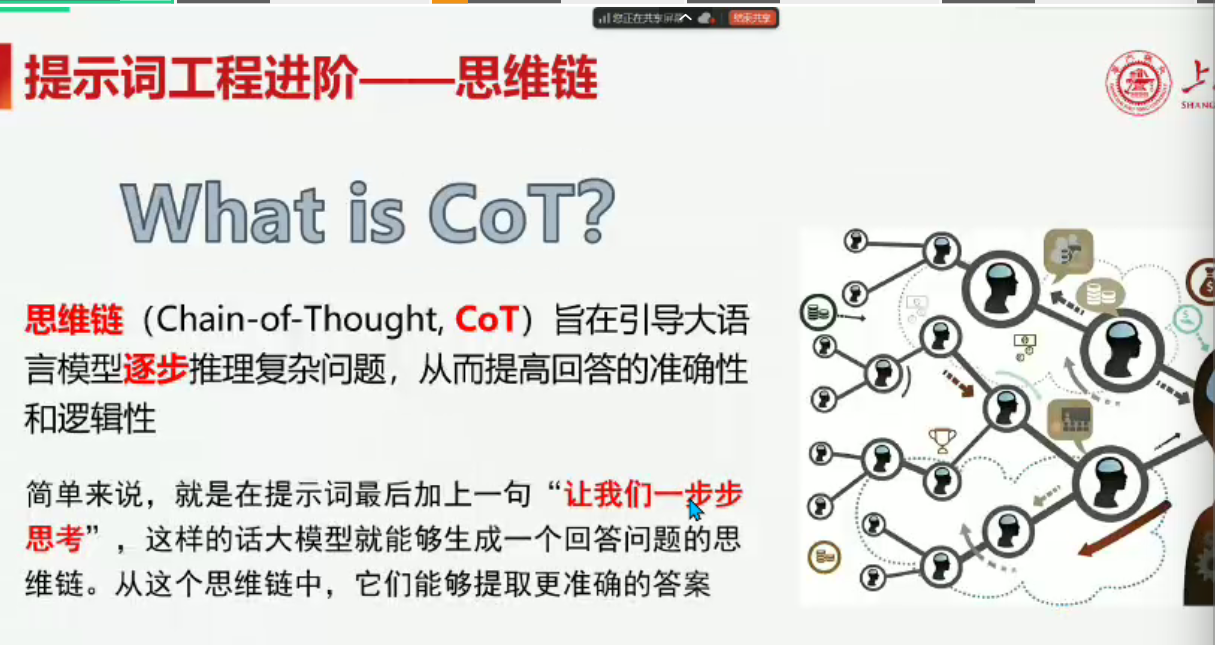 您正在共享屏幕
结束共享
提示词工程进阶——思维链
上
SHANG
What is CoT?
思维链（Chain-of-Thought, CoT）旨在引导大语
言模型逐步推理复杂问题，从而提高回答的准确性
和逻辑性
简单来说，就是在提示词最后加上一句“让我们一步步
思考”，这样的话大模型就能够生成一个回答问题的思
维链。从这个思维链中，它们能够提取更准确的答案